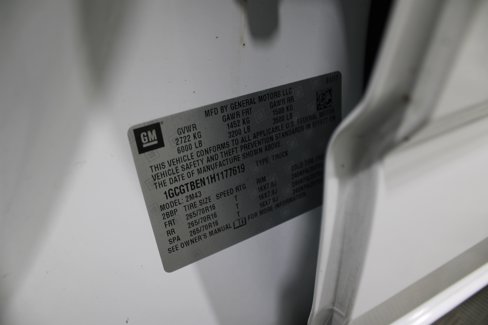 GM
MFD BY GENERAL MOTORS LLC
GVWR GAWR FRT GAWR RR
2722 KG 1452 KG 1588 KG
6000 LB 3200 LB 3500 LB
THIS VEHICLE CONFORMS TO ALL APPLICABLE U.S. FEDERAL MOTOR
VEHICLE SAFETY AND THEFT PREVENTION STANDARDS IN EFFECT ON
THE DATE OF MANUFACTURE SHOWN ABOVE.
1GCGTBEN1H1177619 TYPE: TRUCK
MODEL: 2M43
TIRE SIZE SPEED RTG RIM
FRT 265/70R16 T 16X7.0J
RR 265/70R16 T 16X7.0J
SPA 265/70R16 T 16X7.0J
SEE OWNER'S MANUAL FOR MORE INFORMATION.